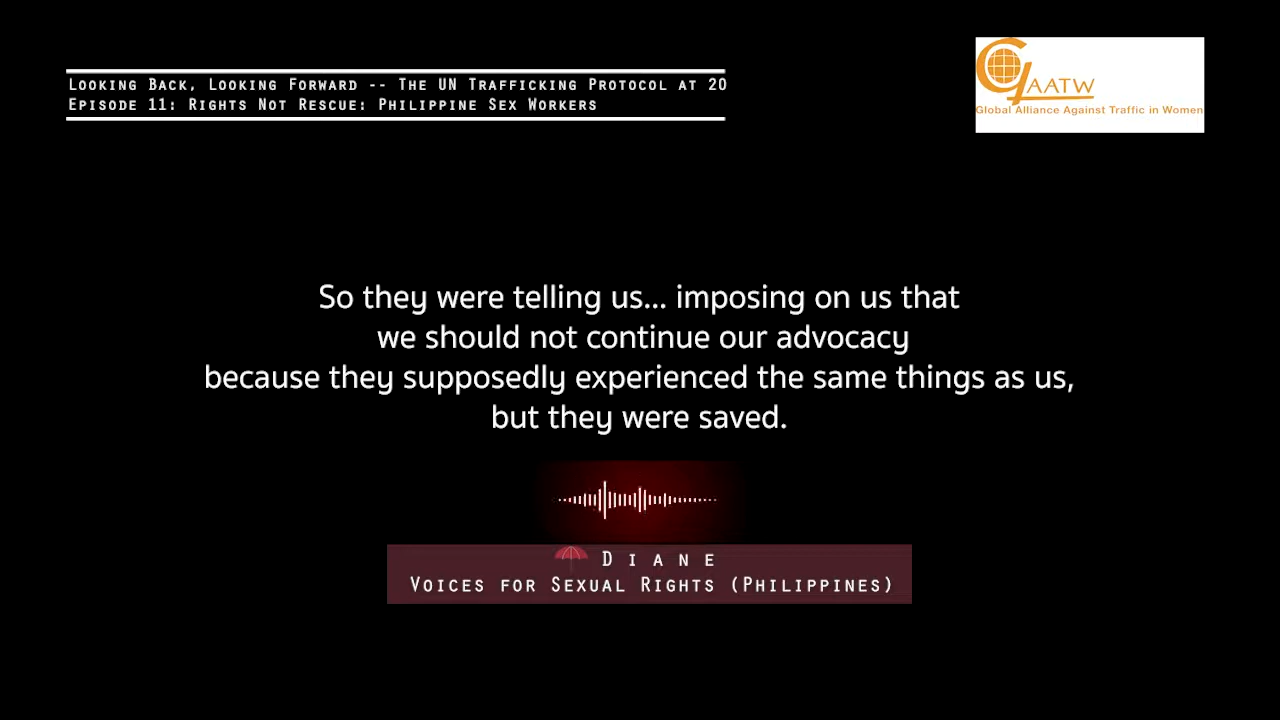 Looking Back, Looking Forward -- The UN Trafficking Protocol at 20
Episode 11: Rights Not Rescue: Philippine Sex Workers
GAATW
Global Alliance Against Traffic in Women
So they were telling us... imposing on us that
we should not continue our advocacy
because they supposedly experienced the same things as us,
but they were saved.
Diane
Voices for Sexual Rights (Philippines)